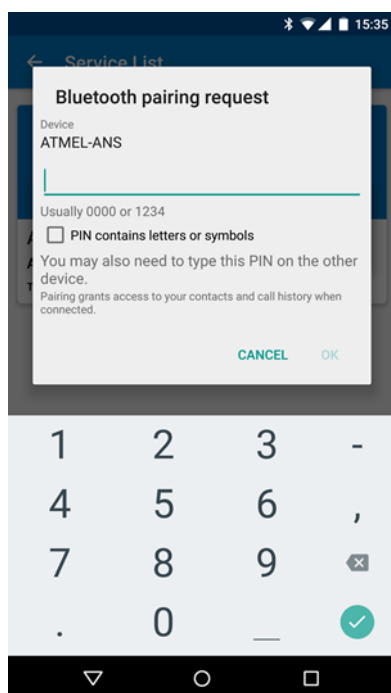 15:35
Service List
Bluetooth pairing request
Device
ATMEL-ANS
Usually 0000 or 1234
PIN contains letters or symbols
You may also need to type this PIN on the other
device.
Pairing grants access to your contacts and call history when
connected.
CANCEL OK
1 2 3 -
4 5 6 ,
7 8 9
. 0 _